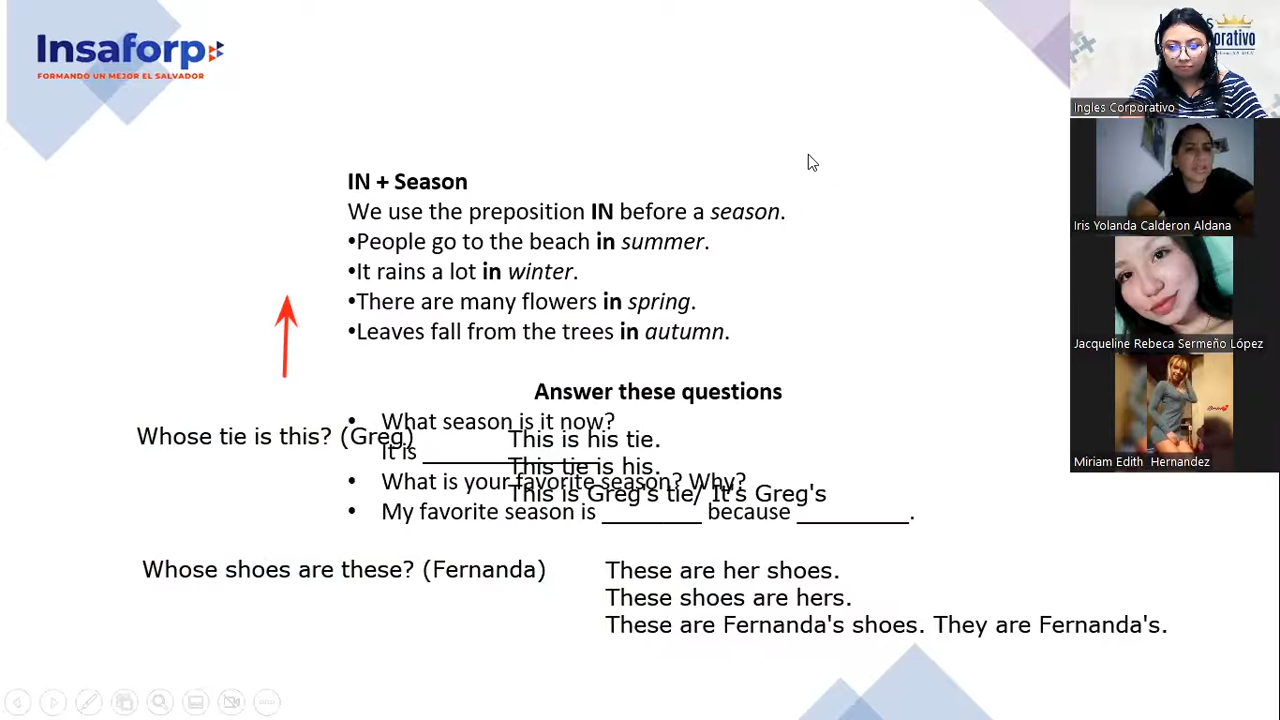 Insaforp
FORMANDO UN MEJOR EL SALVADOR
IN + Season
We use the preposition IN before a season.
•People go to the beach in summer.
•It rains a lot in winter.
•There are many flowers in spring.
•Leaves fall from the trees in autumn.
Answer these questions
• What season is it now?
It is __________
• What is your favorite season? Why?
• My favorite season is ________ because _________.
Whose tie is this? (Greg)
This is his tie.
This tie is his.
This is Greg's tie/ It's Greg's
Whose shoes are these? (Fernanda)
These are her shoes.
These shoes are hers.
These are Fernanda's shoes. They are Fernanda's.
Ingles Corporativo
Iris Yolanda Calderon Aldana
Jacqueline Rebeca Sermeño López
Miriam Edith Hernandez